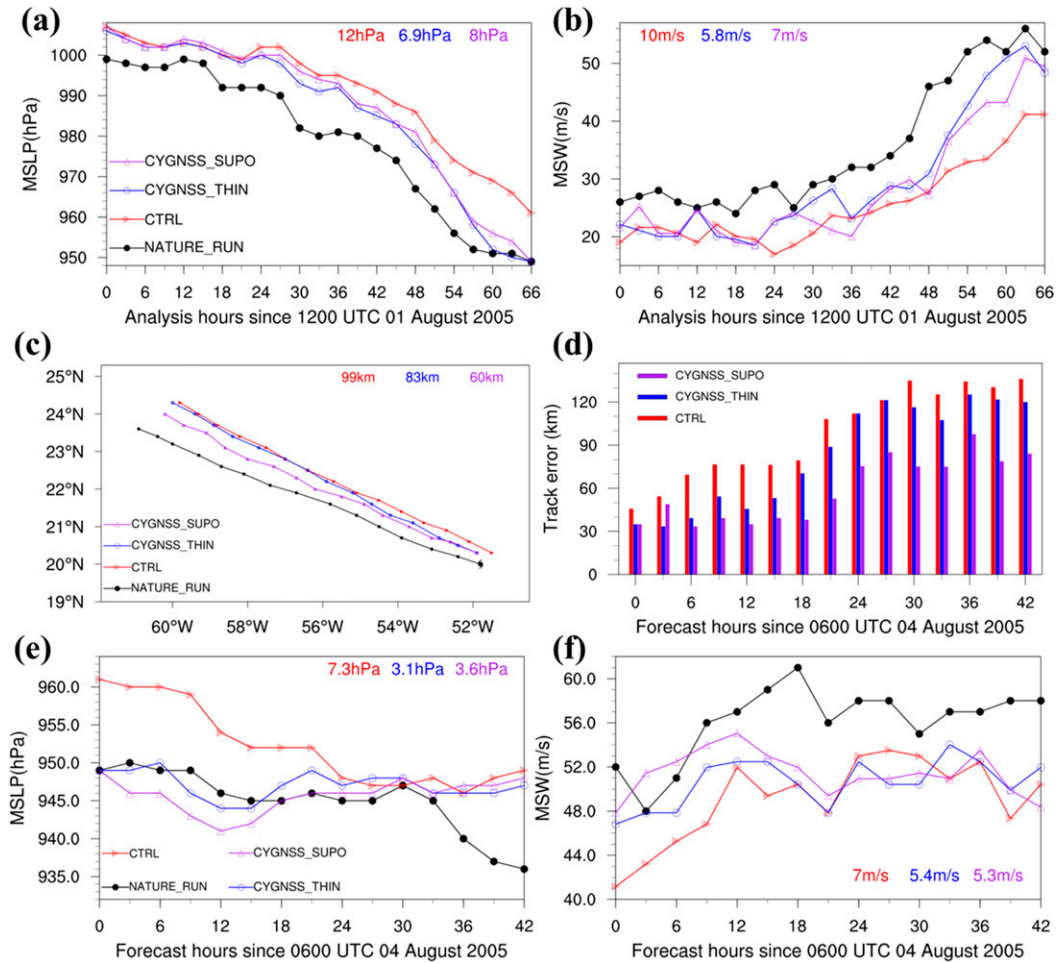 (a)
12hPa 6.9hPa 8hPa
1000
990
980
970
960
950
MSLP(hPa)
CYGNSS_SUPO
CYGNSS_THIN
CTRL
NATURE_RUN
0 6 12 18 24 30 36 42 48 54 60 66
Analysis hours since 1200 UTC 01 August 2005
(b)
10m/s 5.8m/s 7m/s
50
40
30
20
MSW(m/s)
0 6 12 18 24 30 36 42 48 54 60 66
Analysis hours since 1200 UTC 01 August 2005
(c)
99km 83km 60km
25°N
24°N
23°N
22°N
21°N
20°N
19°N
CYGNSS_SUPO
CYGNSS_THIN
CTRL
NATURE_RUN
60°W 58°W 56°W 54°W 52°W
(d)
CYGNSS_SUPO
CYGNSS_THIN
CTRL
120
90
60
30
0
Track error (km)
0 6 12 18 24 30 36 42
Forecast hours since 0600 UTC 04 August 2005
(e)
7.3hPa 3.1hPa 3.6hPa
960.0
955.0
950.0
945.0
940.0
935.0
MSLP(hPa)
CTRL CYGNSS_SUPO
NATURE_RUN CYGNSS_THIN
0 6 12 18 24 30 36 42
Forecast hours since 0600 UTC 04 August 2005
(f)
60.0
56.0
52.0
48.0
44.0
40.0
MSW(m/s)
7m/s 5.4m/s 5.3m/s
0 6 12 18 24 30 36 42
Forecast hours since 0600 UTC 04 August 2005